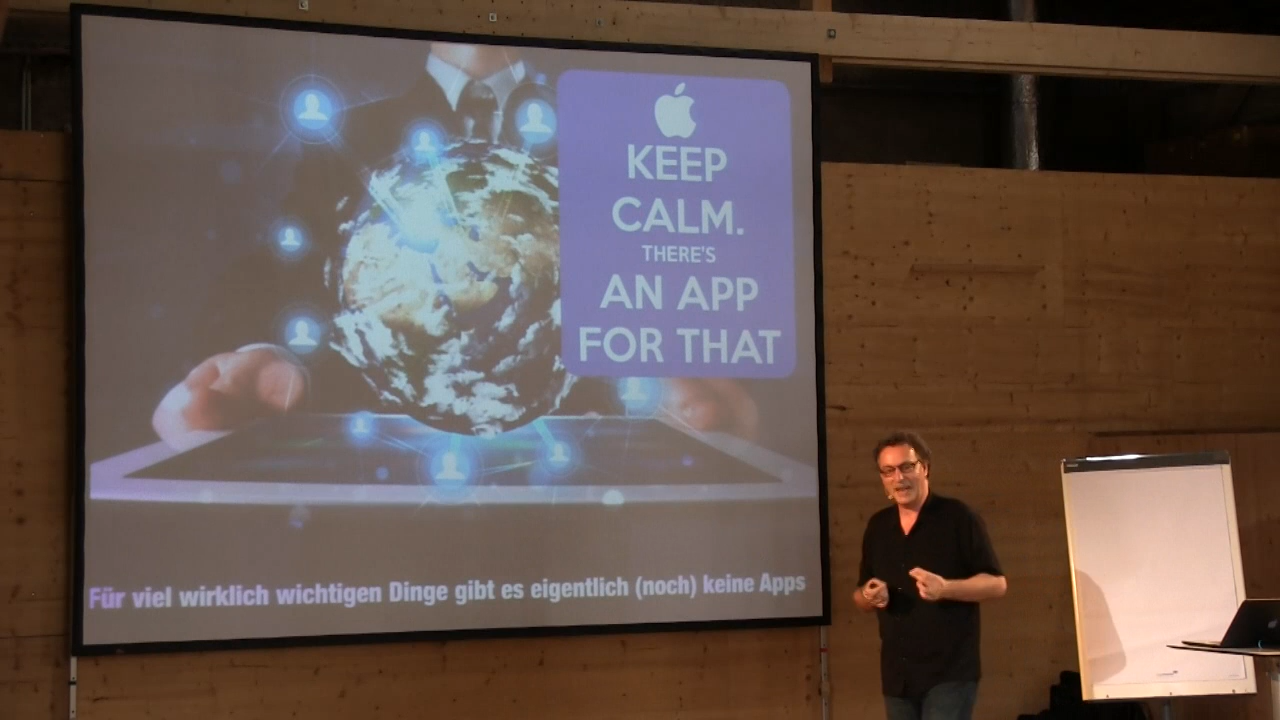 KEEP
CALM.
THERE'S
AN APP
FOR THAT
Für viel wirklich wichtigen Dinge gibt es eigentlich (noch) keine Apps